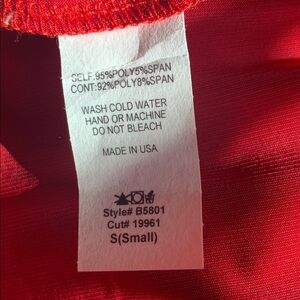 SELF:95%POLY5%SPAN
CONT:92%POLY8%SPAN
WASH COLD WATER
HAND OR MACHINE
DO NOT BLEACH
MADE IN USA
Style# B5801
Cut# 19961
S(Small)